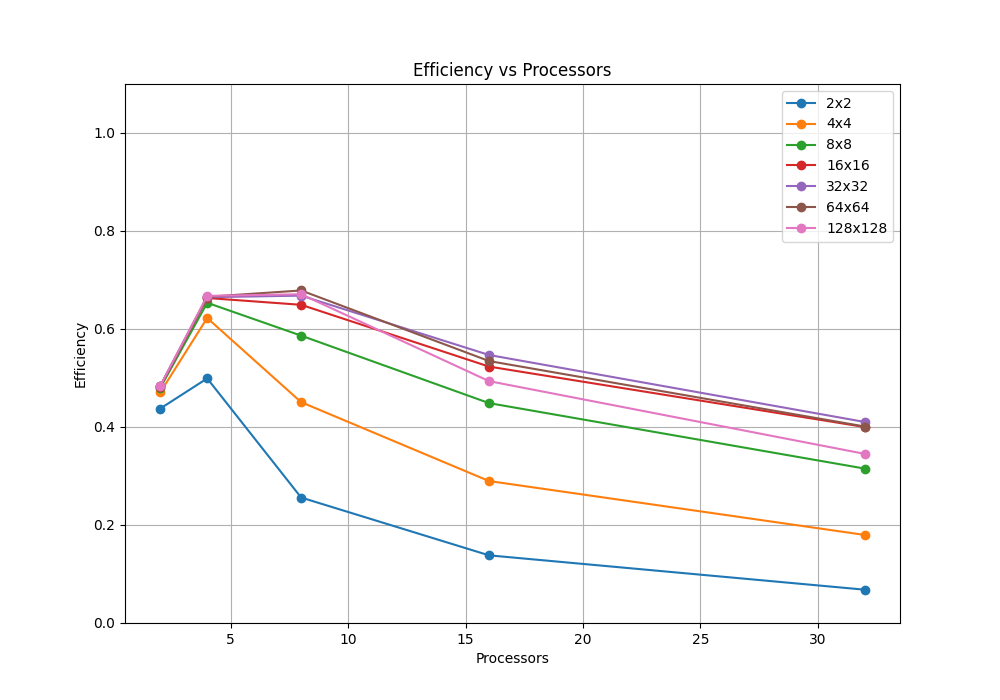 Efficiency vs Processors
2x2
4x4
8x8
16x16
32x32
64x64
128x128
1.0
0.8
0.6
0.4
0.2
0.0
Efficiency
5 10 15 20 25 30
Processors